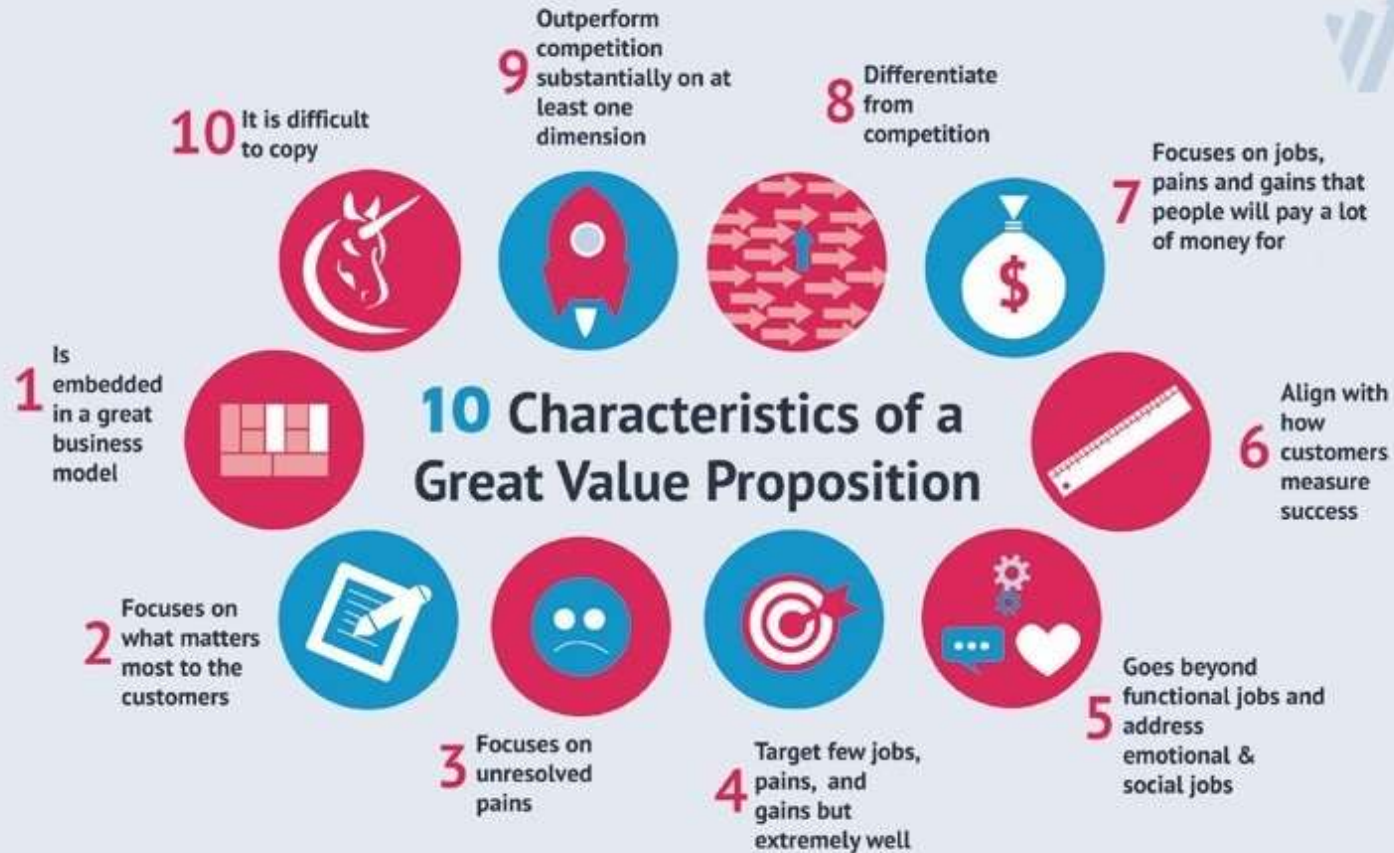 10 Characteristics of a
Great Value Proposition
1 Is
embedded
in a great
business
model
2 Focuses on
what matters
most to the
customers
3 Focuses on
unresolved
pains
4 Target few jobs,
pains, and
gains but
extremely well
5 Goes beyond
functional jobs and
address
emotional &
social jobs
6 Align with
how
customers
measure
success
7 Focuses on jobs,
pains and gains that
people will pay a lot
of money for
$
8 Differentiate
from
competition
9 Outperform
competition
substantially on at
least one
dimension
10 It is difficult
to copy